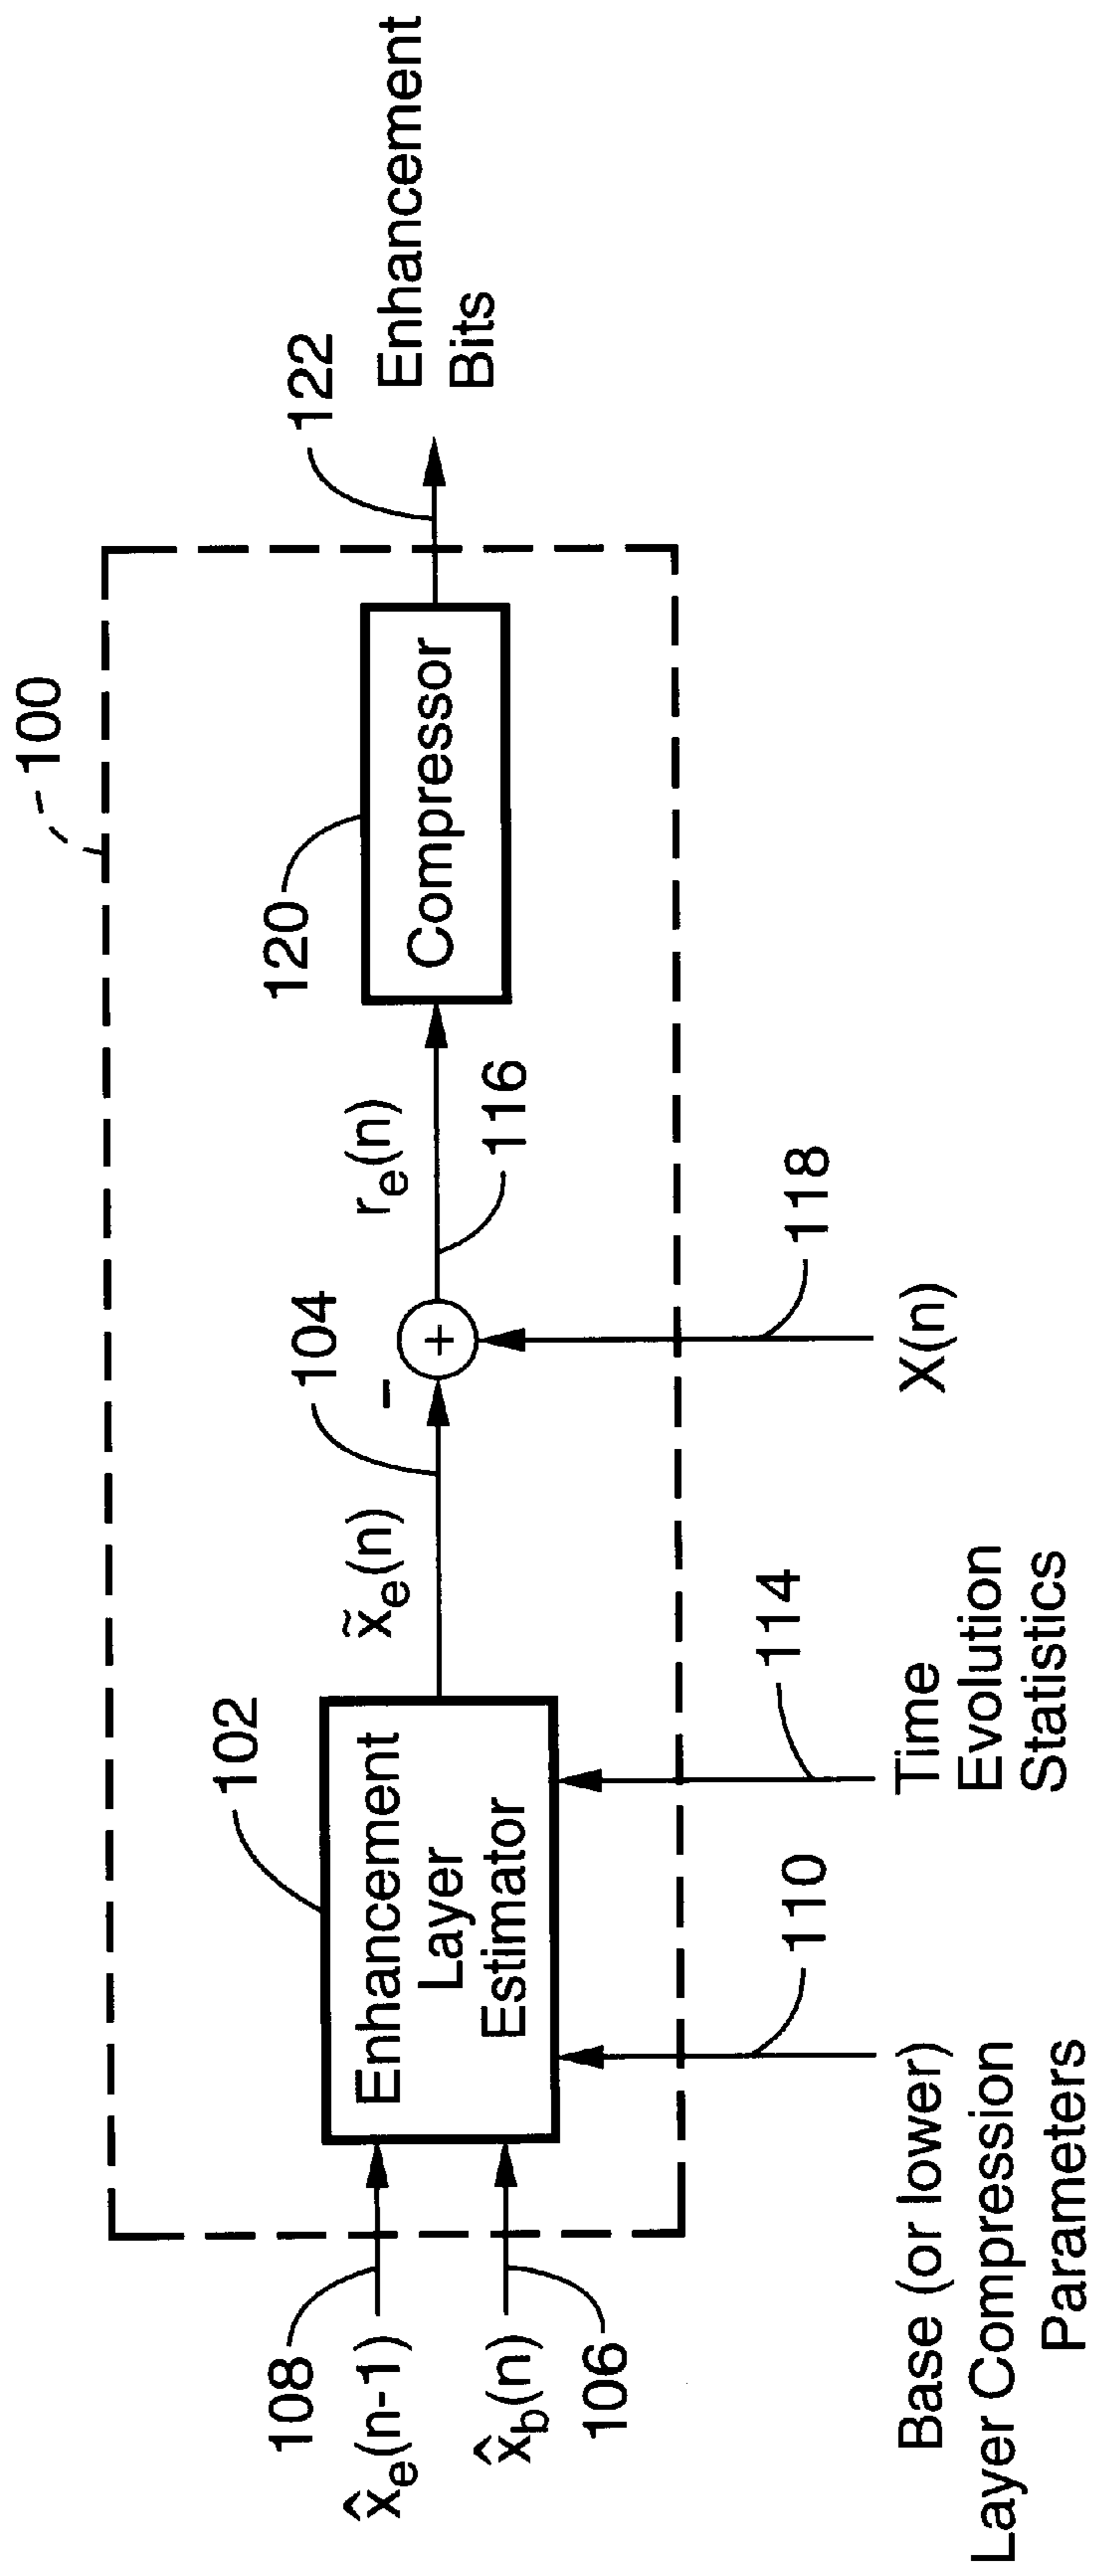 100
102
104
120
122
108
x̂e(n-1)
x̂b(n)
106
Enhancement
Layer
Estimator
x̃e(n)
-
+
re(n)
116
Compressor
Enhancement
Bits
110
114
118
Base (or lower)
Layer Compression
Parameters
Time
Evolution
Statistics
X(n)